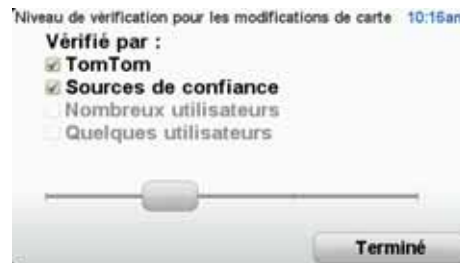 Niveau de vérification pour les modifications de carte 10:16am
Vérifié par :
TomTom
Sources de confiance
Nombreux utilisateurs
Quelques utilisateurs
Terminé